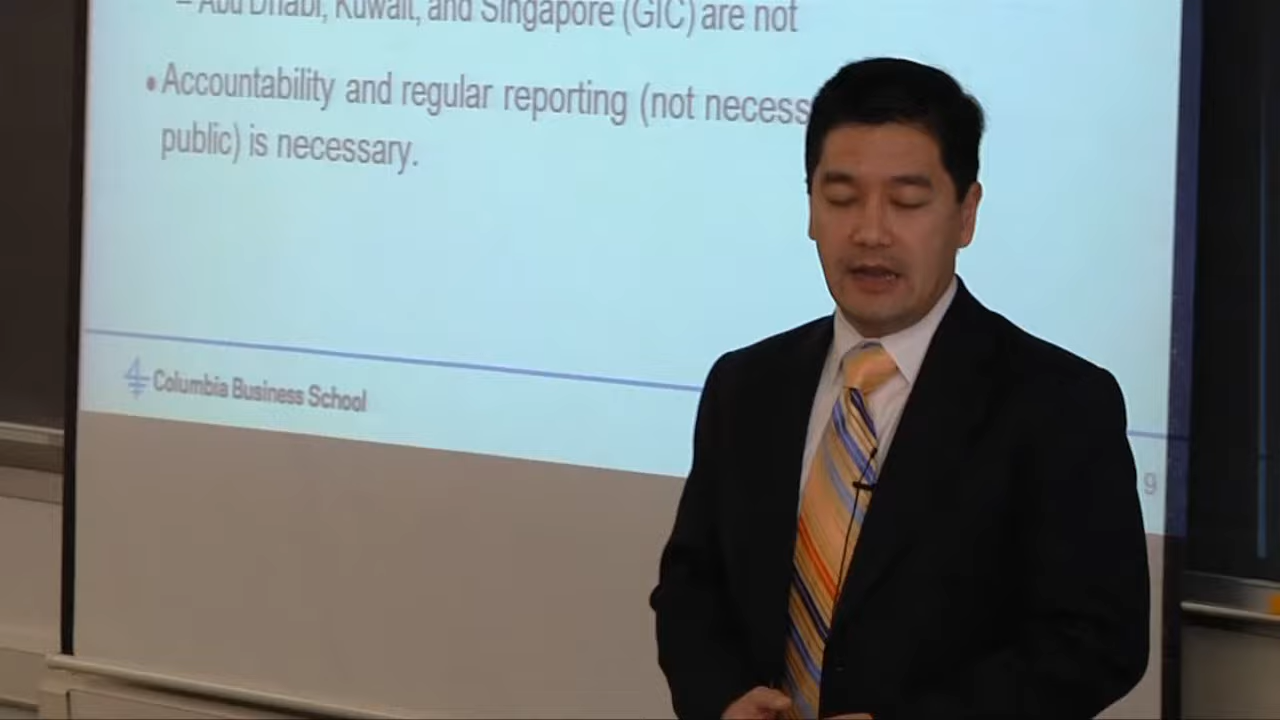 – Abu Dhabi, Kuwait, and Singapore (GIC) are not
• Accountability and regular reporting (not necess
public) is necessary.
Columbia Business School
9